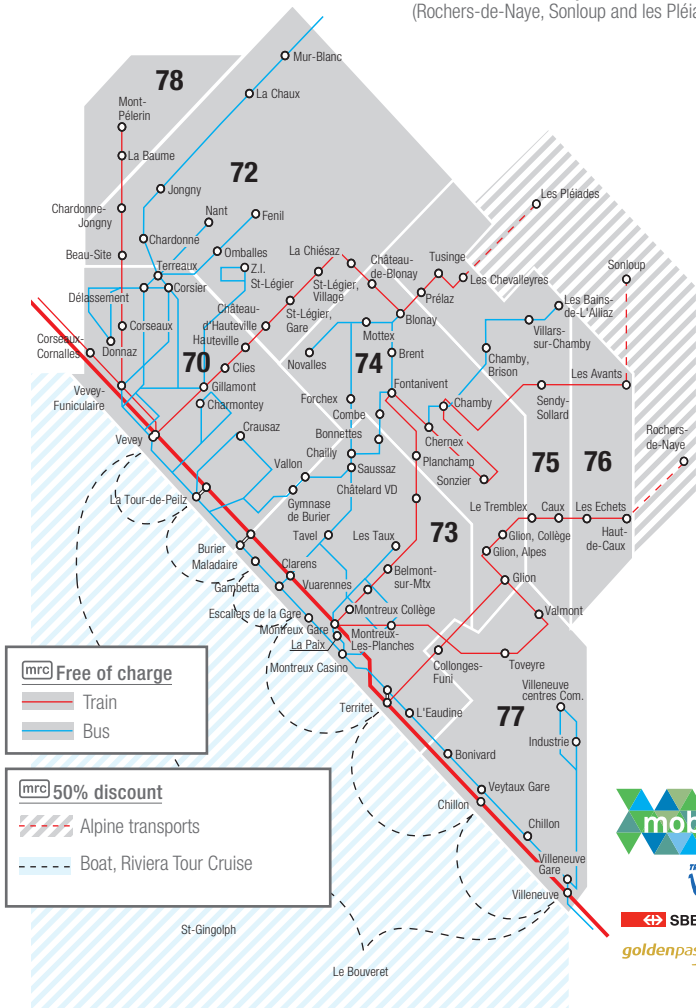 (Rochers-de-Naye, Sonloup and les Pléia
Mur-Blanc
78
Mont-
Pélerin
La Chaux
La Baume
72
Jongny
Les Pléiades
Chardonne-
Jongny
Nant
Fenil
Chardonne
Beau-Site
Omballes
La Chiésaz
Château-
de-Blonay
Tusinge
Sonloup
Terreaux
Z.I.
St-Légier
St-Légier,
Village
Les Chevalleyres
Délassement
Corsier
Prélaz
Les Bains-
de-L'Alliaz
Château-
d'Hauteville
St-Légier,
Gare
Blonay
Corseaux
Villars-
sur-Chamby
Corseaux-
Cornalles
Donnaz
70
Hauteville
Mottex
Clies
Novalles
74
Brent
Chamby,
Brison
Les Avants
Vevey-
Funiculaire
Gillamont
Fontanivent
Charmontey
Forchex
Chamby
Sendy-
Sollard
Combe
Rochers-
de-Naye
Vevey
Crausaz
Bonnettes
Chernex
Chailly
Planchamp
75
76
Vallon
Saussaz
Sonzier
La Tour-de-Peilz
Gymnase
de Burier
Châtelard VD
Le Tremblex
Caux
Les Echets
73
Tavel
Les Taux
Glion, Collège
Haut-
de-Caux
Burier
Glion, Alpes
Maladaire
Clarens
Belmont-
sur-Mtx
Gambetta
Vuarennes
Glion
Escaliers de la Gare
Montreux Collège
Valmont
Montreux Gare
La Paix
Montreux-
Les-Planches
Montreux Casino
Collonges-
Funi
Toveyre
mrc Free of charge
Train
Bus
Villeneuve
centres Com.
Territet
L'Eaudine
77
Industrie
Bonivard
mrc 50% discount
Alpine transports
Boat, Riviera Tour Cruise
Veytaux Gare
Chillon
Chillon
mob
Villeneuve
Gare
Villeneuve
SBB
St-Gingolph
goldenpas
Le Bouveret